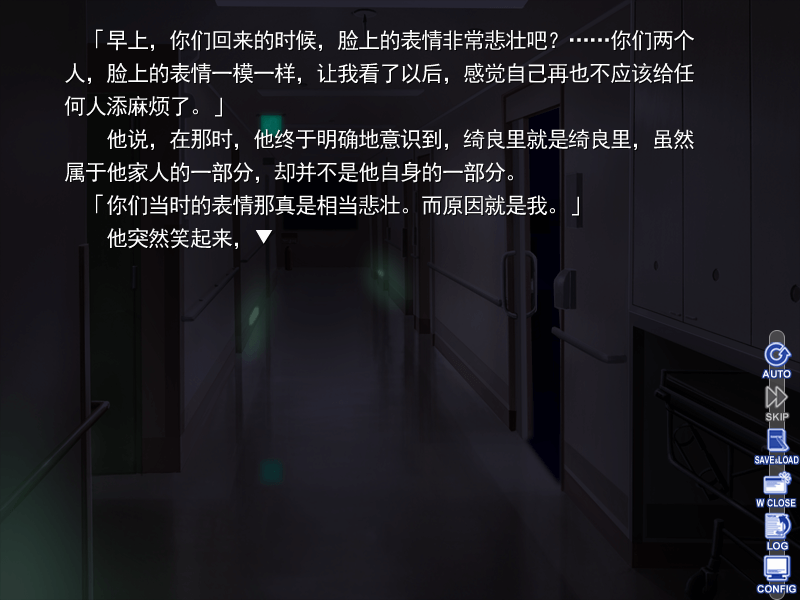 「早上，你们回来的时候，脸上的表情非常悲壮吧？……你们两个
人，脸上的表情一模一样，让我看了以后，感觉自己再也不应该给任
何人添麻烦了。」
他说，在那时，他终于明确地意识到，绮良里就是绮良里，虽然
属于他家人的一部分，却并不是他自身的一部分。
「你们当时的表情那真是相当悲壮。而原因就是我。」
他突然笑起来，▼
AUTO
SKIP
SAVE&LOAD
W CLOSE
LOG
CONFIG